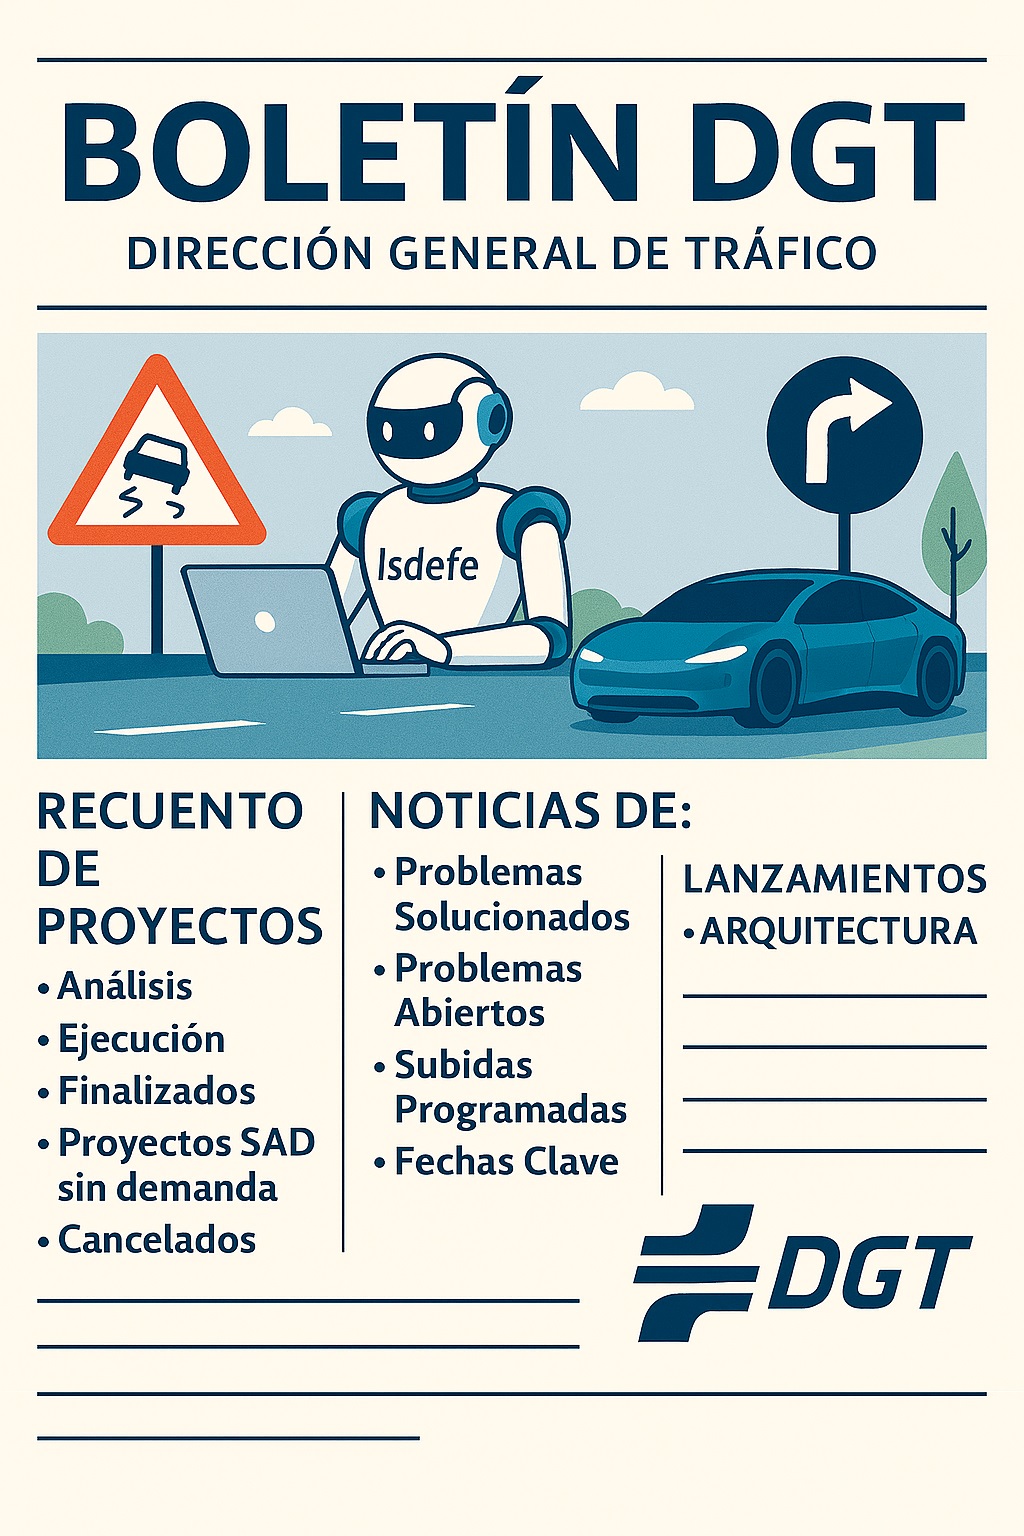 BOLETÍN DGT
DIRECCIÓN GENERAL DE TRÁFICO
Isdefe
RECUENTO
DE
PROYECTOS
• Análisis
• Ejecución
• Finalizados
• Proyectos SAD
sin demanda
• Cancelados
NOTICIAS DE:
• Problemas
Solucionados
• Problemas
Abiertos
• Subidas
Programadas
• Fechas Clave
LANZAMIENTOS
• ARQUITECTURA
DGT